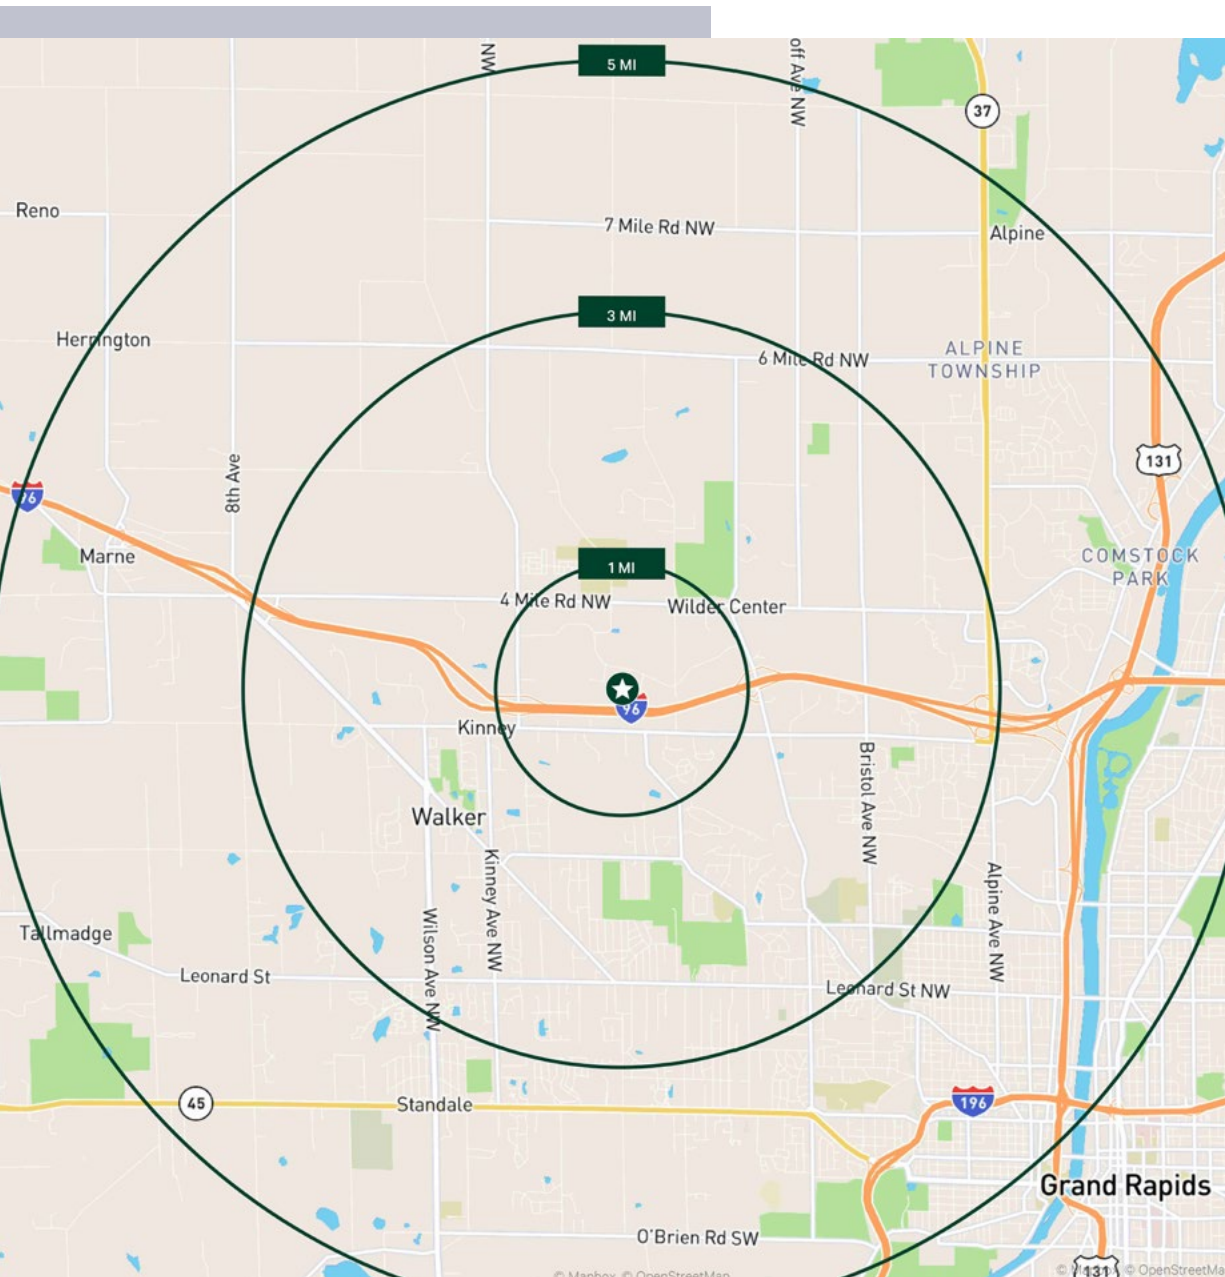 NW
5 MI
off Ave NW
37
Reno
7 Mile Rd NW
Alpine
3 MI
Herrington
6 Mile Rd NW
ALPINE
TOWNSHIP
131
8th Ave
96
Marne
1 MI
COMSTOCK
PARK
4 Mile Rd NW
Wilder Center
96
Kinney
Bristol Ave NW
Walker
Kinney Ave NW
Alpine Ave NW
Wilson Ave NW
Tallmadge
Leonard St
Leonard St NW
45
Standale
196
Grand Rapids
O'Brien Rd SW
131
© Mapbox © OpenStreetMap
© Mapbox © OpenStreetMa